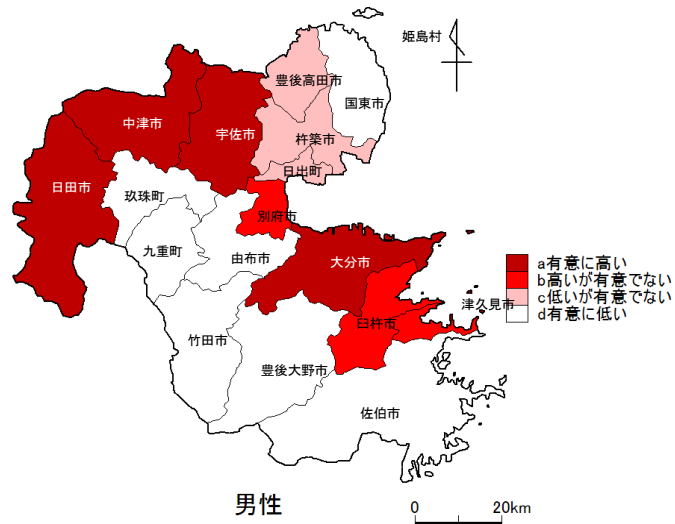 姫島村
豊後高田市
国東市
中津市
宇佐市
杵築市
日出町
日田市
玖珠町
別府市
九重町
由布市
大分市
a有意に高い
b高いが有意でない
c低いが有意でない
d有意に低い
津久見市
臼杵市
竹田市
豊後大野市
佐伯市
男性
0 20km